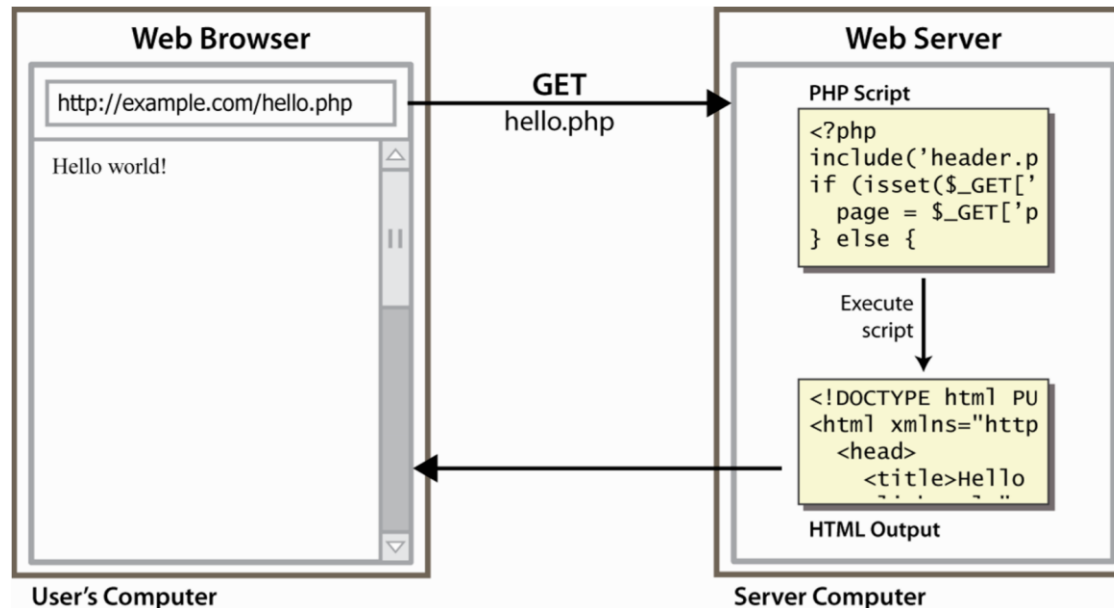 Web Browser
http://example.com/hello.php
Hello world!
User's Computer
GET
hello.php
Web Server
PHP Script
<?php
include('header.p
if (isset($_GET['
  page = $_GET['p
} else {
Execute
script
<!DOCTYPE html PU
<html xmlns="http
  <head>
    <title>Hello
HTML Output
Server Computer